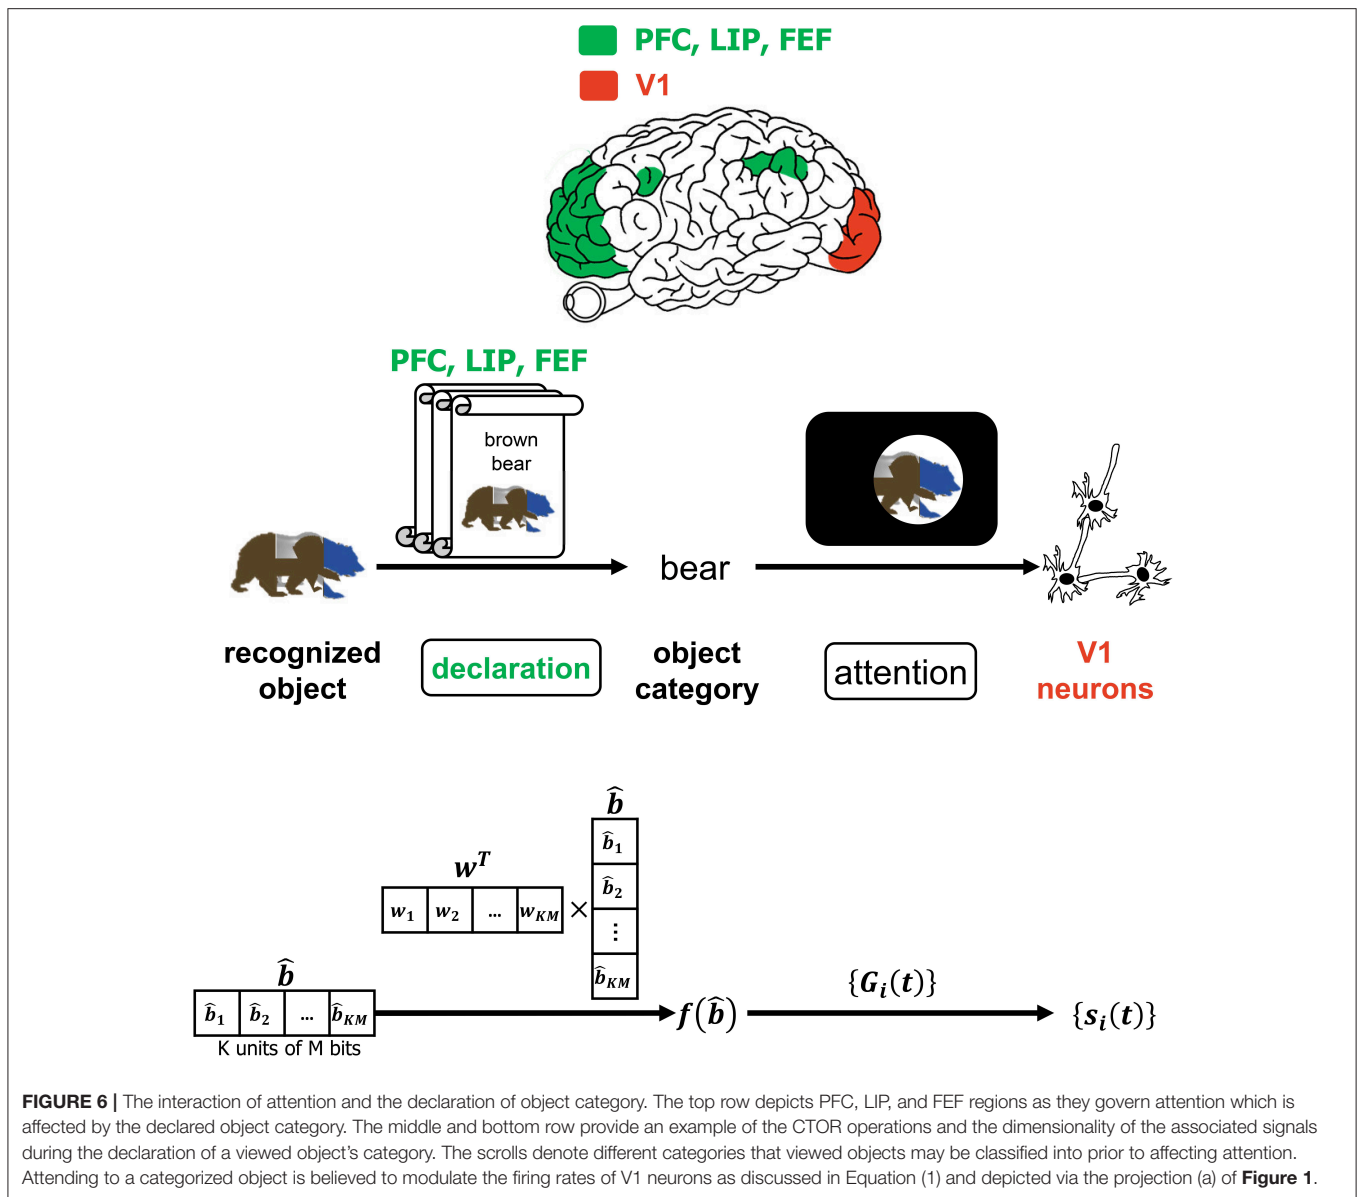 PFC, LIP, FEF
V1
PFC, LIP, FEF
brown
bear
bear
recognized
object
declaration
object
category
attention
V1
neurons
b̂
b̂₁
b̂₂
⋮
b̂_KM
wᵀ
w₁ w₂ ... w_KM ×
b̂
b̂₁ b̂₂ ... b̂_KM
K units of M bits
f(b̂)
{Gᵢ(t)}
{sᵢ(t)}
FIGURE 6 | The interaction of attention and the declaration of object category. The top row depicts PFC, LIP, and FEF regions as they govern attention which is
affected by the declared object category. The middle and bottom row provide an example of the CTOR operations and the dimensionality of the associated signals
during the declaration of a viewed object's category. The scrolls denote different categories that viewed objects may be classified into prior to affecting attention.
Attending to a categorized object is believed to modulate the firing rates of V1 neurons as discussed in Equation (1) and depicted via the projection (a) of Figure 1.